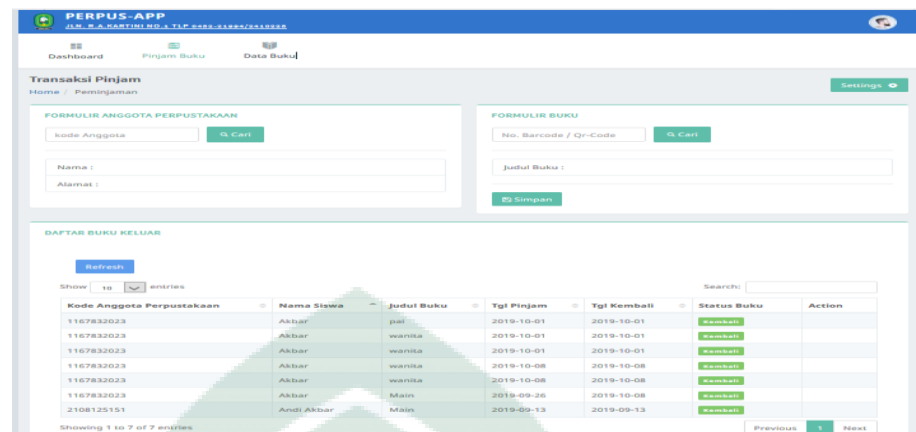 PERPUS-APP
JLN. R.A.KARTINI NO.1 TLP
Dashboard Pinjam Buku Data Buku
Transaksi Pinjam
Home / Peminjaman
Settings
FORMULIR ANGGOTA PERPUSTAKAAN
kode Anggota Cari
Nama :
Alamat :
FORMULIR BUKU
No. Barcode / Qr-Code Cari
Judul Buku :
Simpan
DAFTAR BUKU KELUAR
Refresh
Show 10 entries Search:
Kode Anggota Perpustakaan Nama Siswa Judul Buku Tgl Pinjam Tgl Kembali Status Buku Action
1167832023 Akbar pai 2019-10-01 2019-10-01 Kembali
1167832023 Akbar wanita 2019-10-01 2019-10-01 Kembali
1167832023 Akbar wanita 2019-10-01 2019-10-01 Kembali
1167832023 Akbar wanita 2019-10-08 2019-10-08 Kembali
1167832023 Akbar wanita 2019-10-08 2019-10-08 Kembali
1167832023 Akbar Main 2019-09-26 2019-10-08 Kembali
2108125151 Andi Akbar Main 2019-09-13 2019-09-13 Kembali
Showing 1 to 7 of 7 entries Previous 1 Next